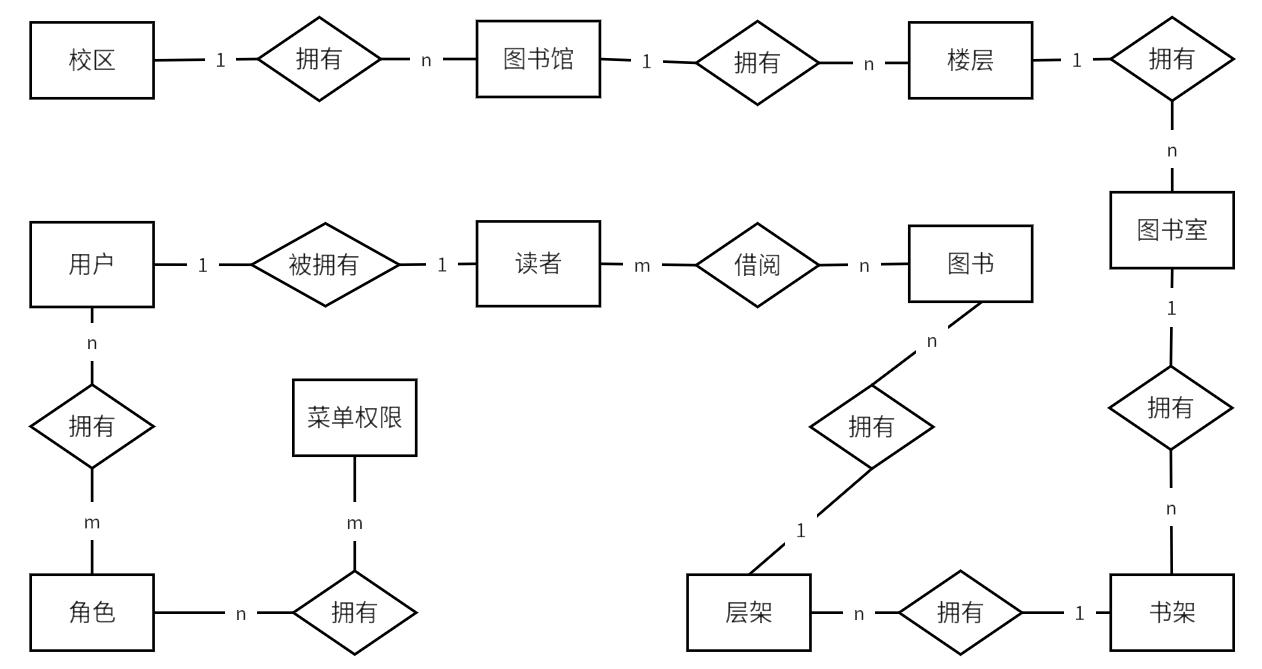 校区 1 拥有 n 图书馆 1 拥有 n 楼层 1 拥有
n
图书室
用户 1 被拥有 1 读者 m 借阅 n 图书
1
n n
拥有 菜单权限 拥有 拥有
m m 1 n
角色 n 拥有 层架 n 拥有 1 书架